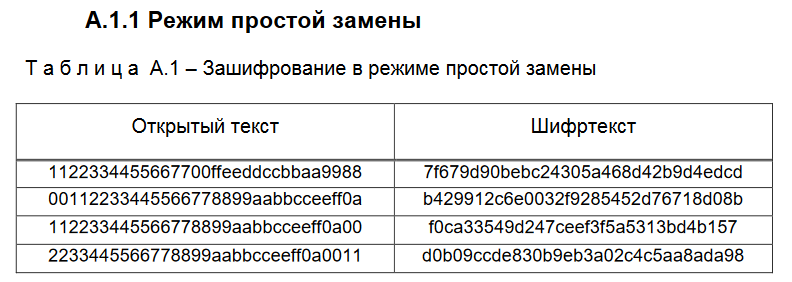 А.1.1 Режим простой замены
Т а б л и ц а А.1 – Зашифрование в режиме простой замены
Открытый текст Шифртекст
1122334455667700ffeeddccbbaa9988 7f679d90bebc24305a468d42b9d4edcd
00112233445566778899aabbcceeff0a b429912c6e0032f9285452d76718d08b
112233445566778899aabbcceeff0a00 f0ca33549d247ceef3f5a5313bd4b157
2233445566778899aabbcceeff0a0011 d0b09ccde830b9eb3a02c4c5aa8ada98